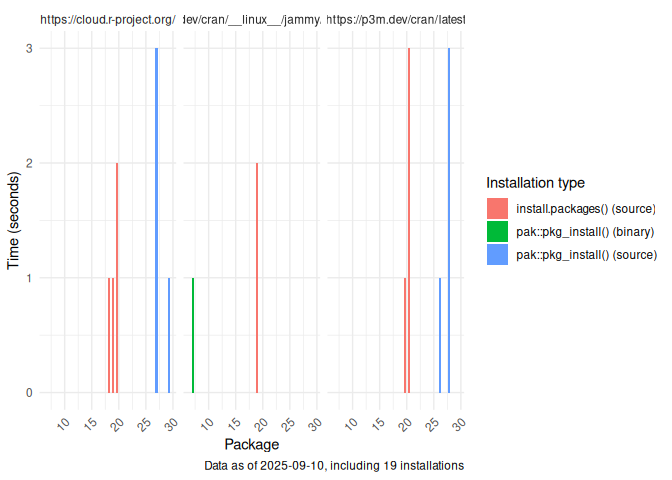 https://cloud.r-project.org/
dev/cran/__linux__/jammy.
https://p3m.dev/cran/latest
3
2
1
0
Time (seconds)
10 15 20 25 30
10 15 20 25 30
10 15 20 25 30
Package
Installation type
install.packages() (source)
pak::pkg_install() (binary)
pak::pkg_install() (source)
Data as of 2025-09-10, including 19 installations